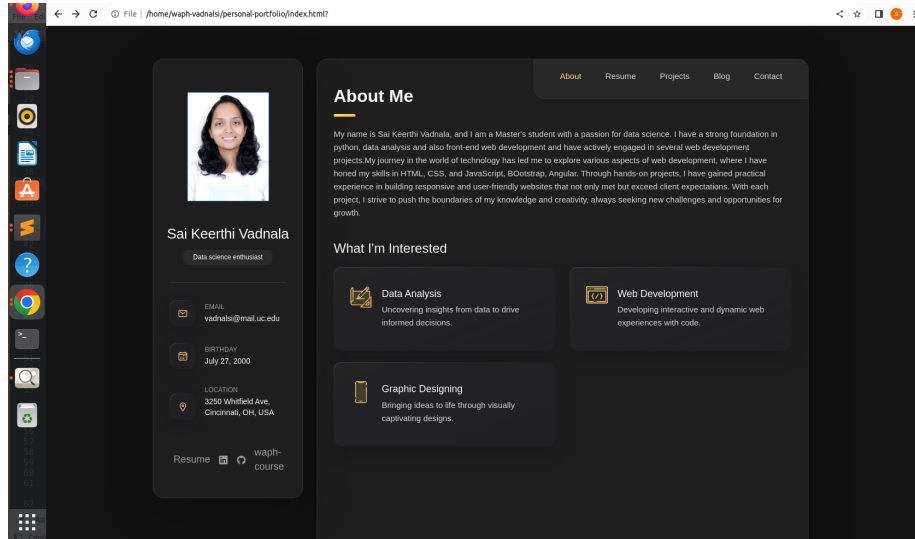 File
/home/waph-vadnalsi/personal-portfolio/index.html?
About Resume Projects Blog Contact
About Me
My name is Sai Keerthi Vadnala, and I am a Master's student with a passion for data science. I have a strong foundation in
python, data analysis and also front-end web development and have actively engaged in several web development
projects.My journey in the world of technology has led me to explore various aspects of web development, where I have
honed my skills in HTML, CSS, and JavaScript, BOotstrap, Angular. Through hands-on projects, I have gained practical
experience in building responsive and user-friendly websites that not only met but exceed client expectations. With each
project, I strive to push the boundaries of my knowledge and creativity, always seeking new challenges and opportunities for
growth.
Sai Keerthi Vadnala
Data science enthusiast
EMAIL
vadnalsi@mail.uc.edu
BIRTHDAY
July 27, 2000
LOCATION
3250 Whitfield Ave,
Cincinnati, OH, USA
Resume
waph-
course
What I'm Interested
Data Analysis
Uncovering insights from data to drive
informed decisions.
Web Development
Developing interactive and dynamic web
experiences with code.
Graphic Designing
Bringing ideas to life through visually
captivating designs.
57
58
59
60
61